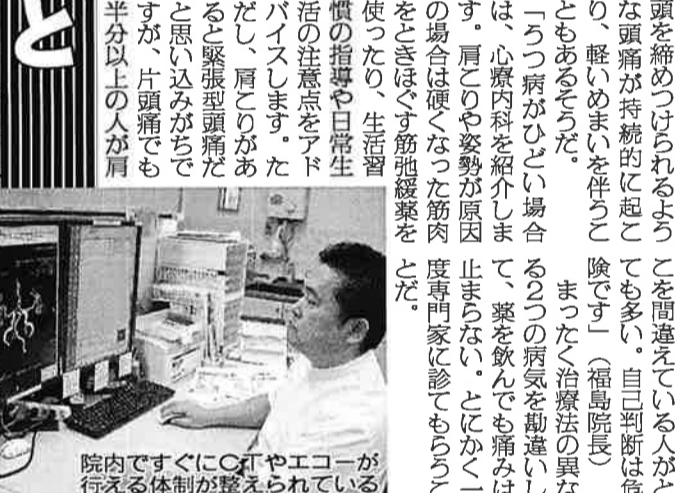 と
頭を締めつけられるよう
な頭痛が持続的に起こ
り、軽いめまいを伴うこ
ともあるそうだ。
「うつ病がひどい場合
は、心療内科を紹介しま
す。肩こりや姿勢が原因
の場合は硬くなった筋肉
をときほぐす筋弛緩薬を
使ったり、生活習
慣の指導や日常生
活の注意点をアド
バイスします。た
だし、肩こりがあ
ると緊張型頭痛だ
と思い込みがちで
すが、片頭痛でも
半分以上の人が肩
こを間違えている人がと
ても多い。自己判断は危
険です」(福島院長)
まったく治療法の異な
る2つの病気を勘違いし
て、薬を飲んでも痛みは
止まらない。とにかく一
度専門家に診てもらうこ
とだ。
院内ですぐにCTやエコーが
行える体制が整えられている